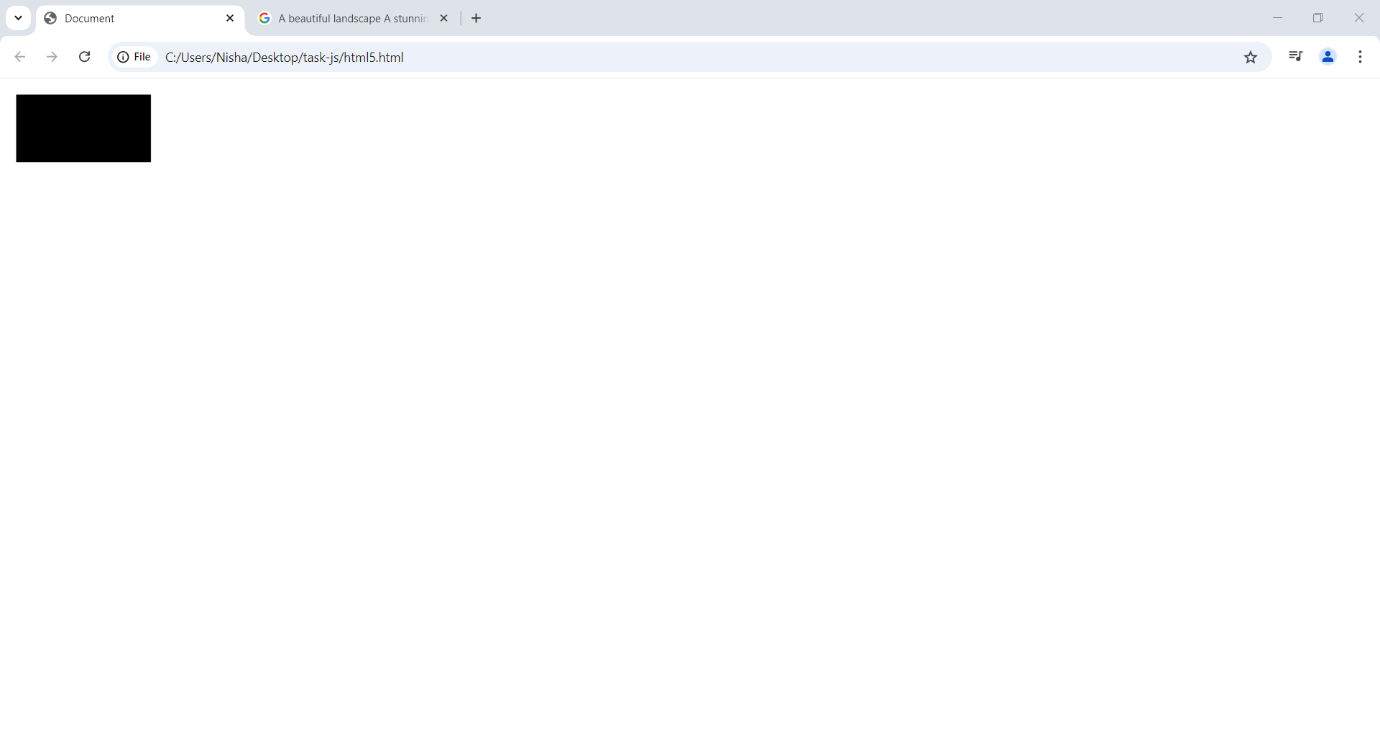 Document
A beautiful landscape A stunnin
File
C:/Users/Nisha/Desktop/task-js/html5.html